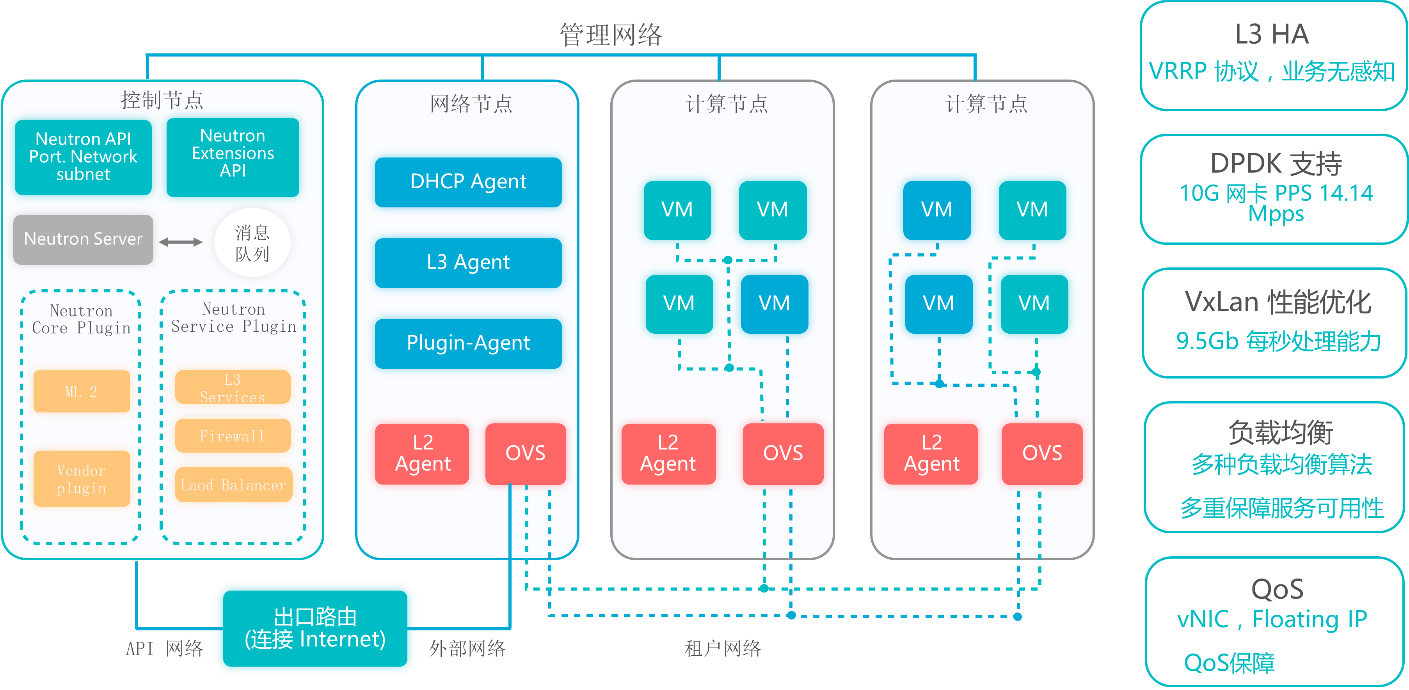 管理网络
控制节点
Neutron API
Port. Network
subnet
Neutron
Extensions
API
Neutron Server
消息
队列
Neutron
Core Plugin
ML 2
Vendor
plugin
Neutron
Service Plugin
L3
Services
Firewall
Laod Balancer
网络节点
DHCP Agent
L3 Agent
Plugin-Agent
L2
Agent
OVS
计算节点
VM
VM
VM
VM
L2
Agent
OVS
计算节点
VM
VM
VM
VM
L2
Agent
OVS
API 网络
出口路由
(连接 Internet)
外部网络
租户网络
L3 HA
VRRP 协议，业务无感知
DPDK 支持
10G 网卡 PPS 14.14
Mpps
VxLan 性能优化
9.5Gb 每秒处理能力
负载均衡
多种负载均衡算法
多重保障服务可用性
QoS
vNIC，Floating IP
QoS保障